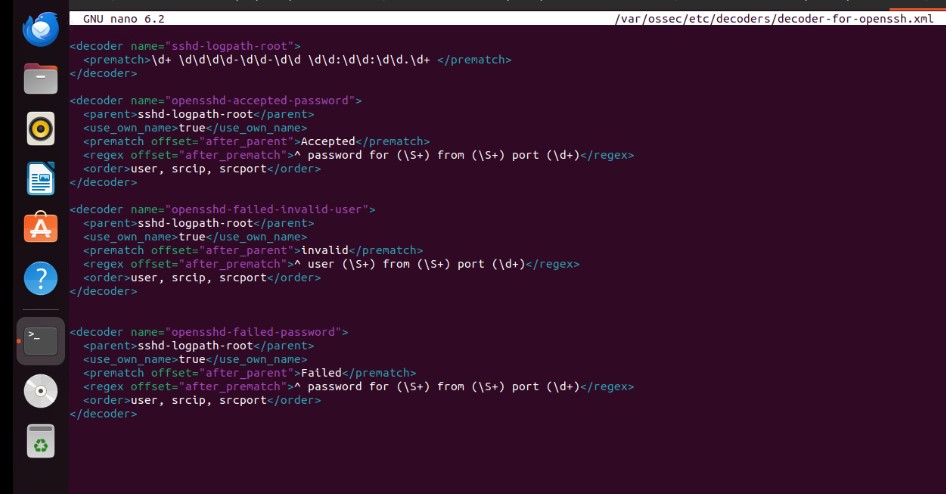 GNU nano 6.2 /var/ossec/etc/decoders/decoder-for-openssh.xml
<decoder name="sshd-logpath-root">
<prematch>\d+ \d\d\d\d-\d\d-\d\d \d\d:\d\d:\d\d.\d+ </prematch>
</decoder>
<decoder name="opensshd-accepted-password">
<parent>sshd-logpath-root</parent>
<use_own_name>true</use_own_name>
<prematch offset="after_parent">Accepted</prematch>
<regex offset="after_prematch">^ password for (\S+) from (\S+) port (\d+)</regex>
<order>user, srcip, srcport</order>
</decoder>
<decoder name="opensshd-failed-invalid-user">
<parent>sshd-logpath-root</parent>
<use_own_name>true</use_own_name>
<prematch offset="after_parent">invalid</prematch>
<regex offset="after_prematch">^ user (\S+) from (\S+) port (\d+)</regex>
<order>user, srcip, srcport</order>
</decoder>
<decoder name="opensshd-failed-password">
<parent>sshd-logpath-root</parent>
<use_own_name>true</use_own_name>
<prematch offset="after_parent">Failed</prematch>
<regex offset="after_prematch">^ password for (\S+) from (\S+) port (\d+)</regex>
<order>user, srcip, srcport</order>
</decoder>